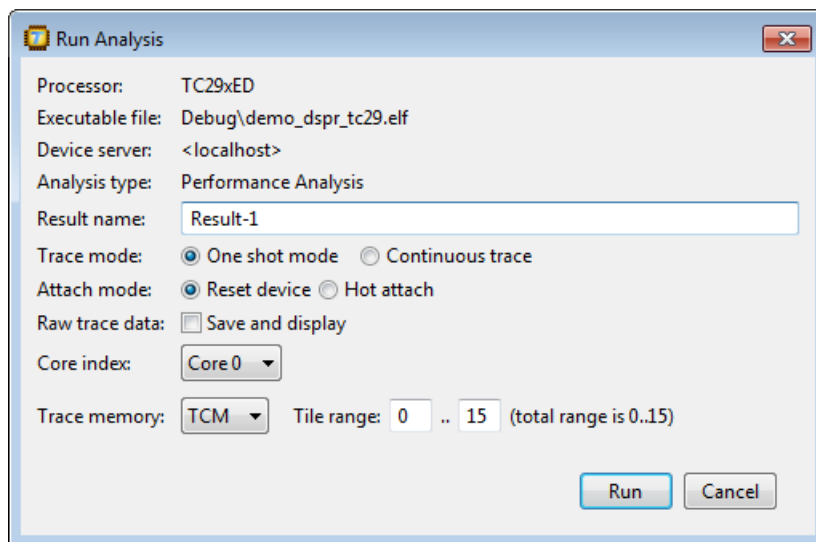 Run Analysis
Processor: TC29xED
Executable file: Debug\demo_dspr_tc29.elf
Device server: <localhost>
Analysis type: Performance Analysis
Result name: Result-1
Trace mode: One shot mode Continuous trace
Attach mode: Reset device Hot attach
Raw trace data: Save and display
Core index: Core 0
Trace memory: TCM Tile range: 0 .. 15 (total range is 0..15)
Run Cancel